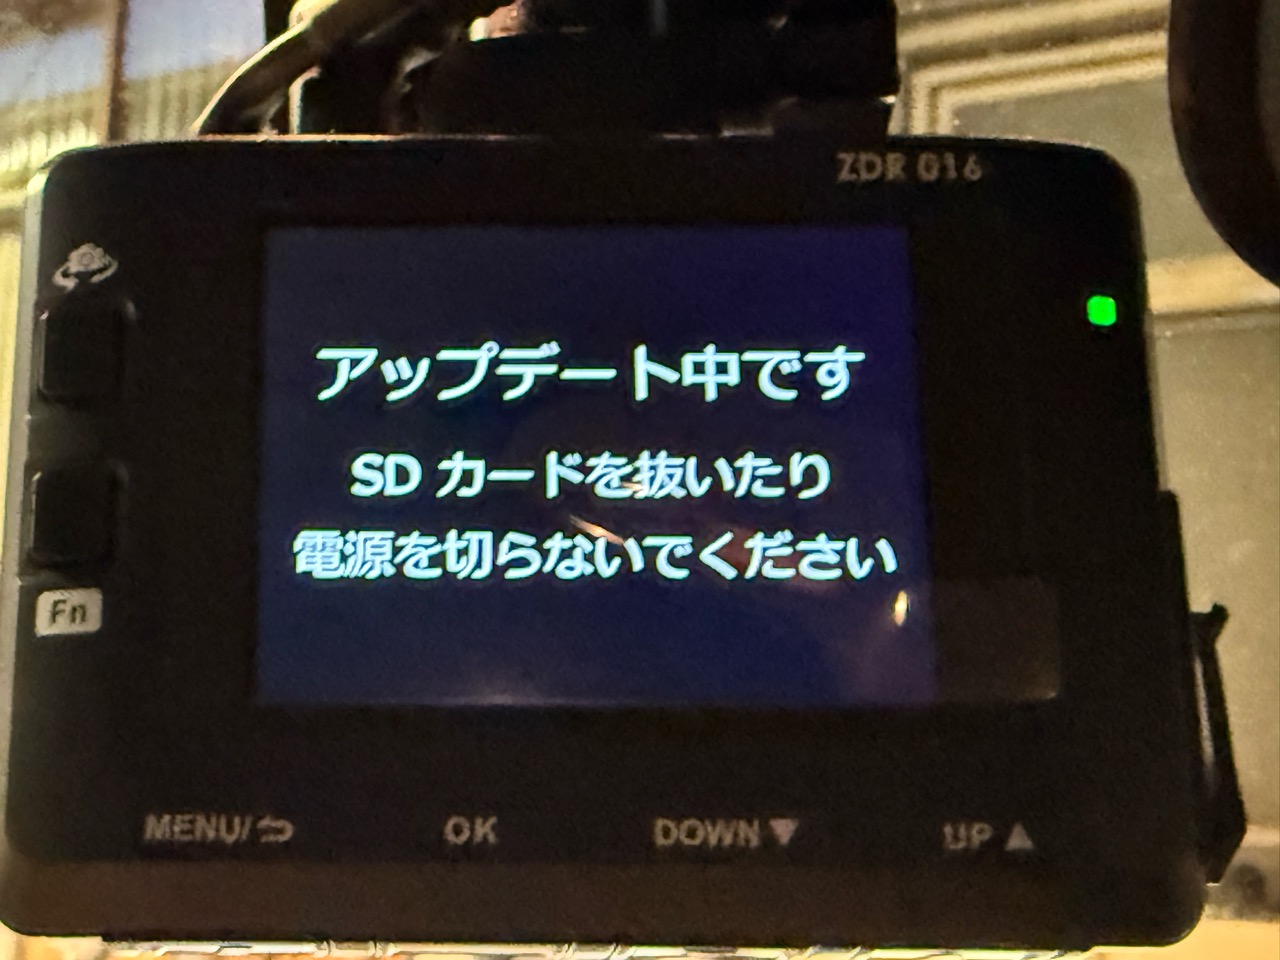 ZDR 016
アップデート中です
SD カードを抜いたり
電源を切らないでください
Fn
MENU/
OK
DOWN▼
UP▲